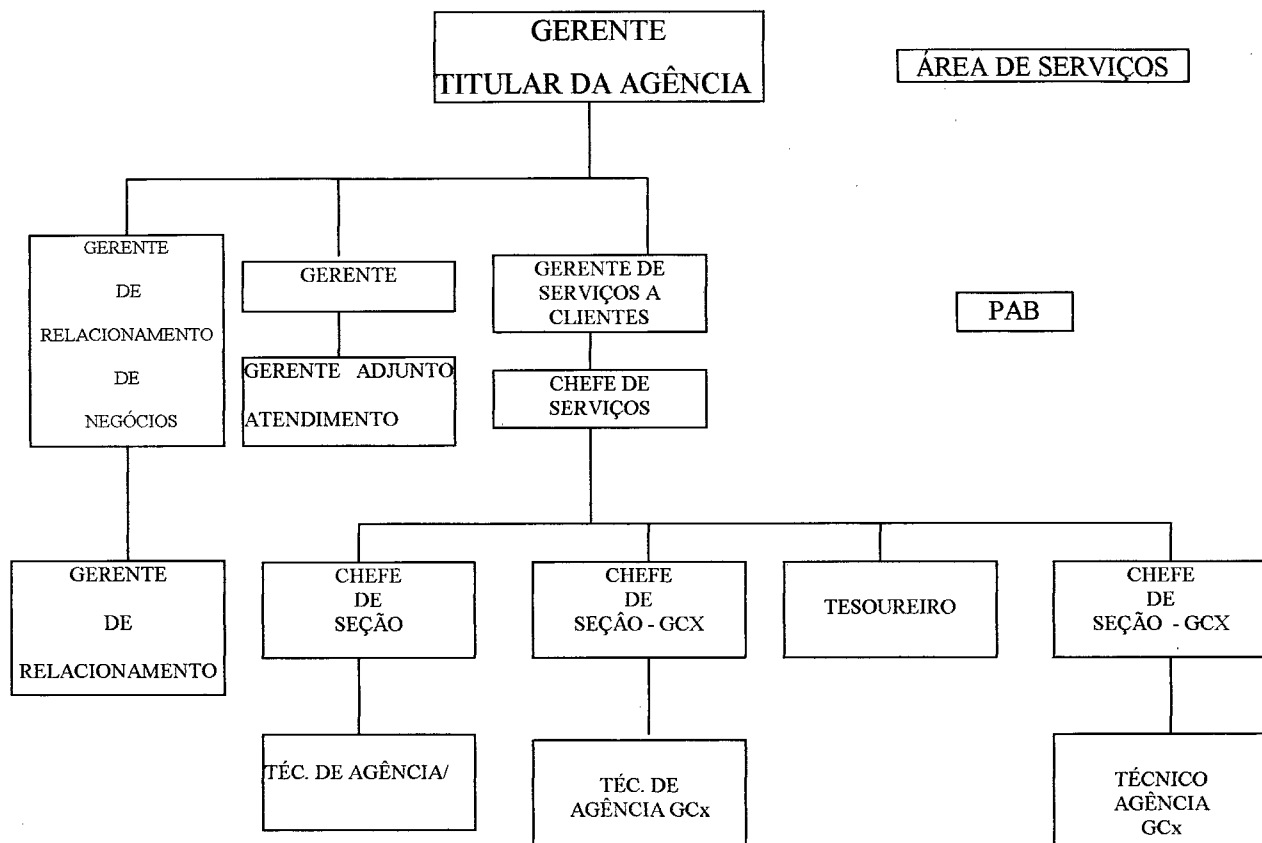 GERENTE
TITULAR DA AGÊNCIA
ÁREA DE SERVIÇOS
GERENTE
DE
RELACIONAMENTO
DE
NEGÓCIOS
GERENTE
GERENTE DE
SERVIÇOS A
CLIENTES
PAB
GERENTE ADJUNTO
ATENDIMENTO
CHEFE DE
SERVIÇOS
GERENTE
DE
RELACIONAMENTO
CHEFE
DE
SEÇÃO
CHEFE
DE
SEÇÂO - GCX
TESOUREIRO
CHEFE
DE
SEÇÃO - GCX
TÉC. DE AGÊNCIA/
TÉC. DE
AGÊNCIA GCx
TÉCNICO
AGÊNCIA
GCx